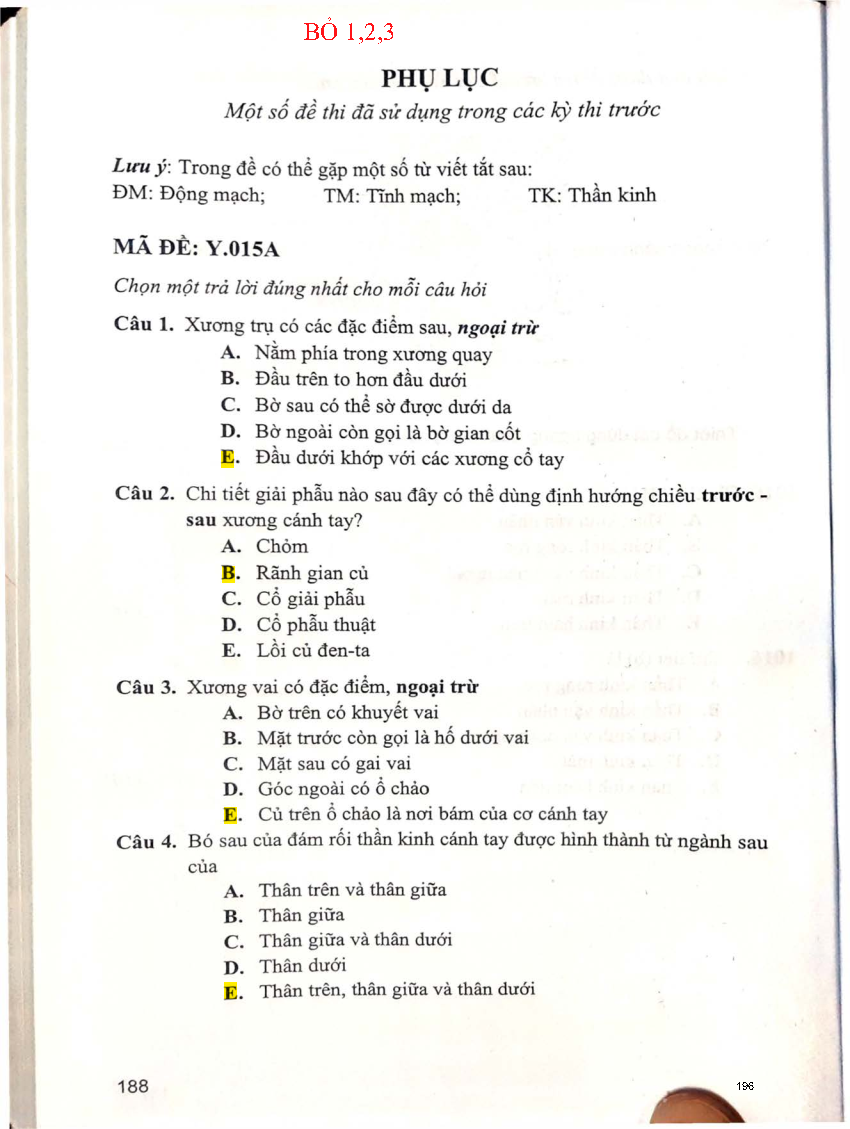 BỎ 1,2,3
PHỤ LỤC
Một số đề thi đã sử dụng trong các kỳ thi trước
Lưu ý: Trong đề có thể gặp một số từ viết tắt sau:
ĐM: Động mạch; TM: Tĩnh mạch; TK: Thần kinh
MÃ ĐỀ: Y.015A
Chọn một trả lời đúng nhất cho mỗi câu hỏi
Câu 1. Xương trụ có các đặc điểm sau, ngoại trừ
A. Nằm phía trong xương quay
B. Đầu trên to hơn đầu dưới
C. Bờ sau có thể sờ được dưới da
D. Bờ ngoài còn gọi là bờ gian cốt
E. Đầu dưới khớp với các xương cổ tay
Câu 2. Chi tiết giải phẫu nào sau đây có thể dùng định hướng chiều trước -
sau xương cánh tay?
A. Chỏm
B. Rãnh gian củ
C. Cổ giải phẫu
D. Cổ phẫu thuật
E. Lồi củ đen-ta
Câu 3. Xương vai có đặc điểm, ngoại trừ
A. Bờ trên có khuyết vai
B. Mặt trước còn gọi là hố dưới vai
C. Mặt sau có gai vai
D. Góc ngoài có ổ chảo
E. Củ trên ổ chảo là nơi bám của cơ cánh tay
Câu 4. Bó sau của đám rối thần kinh cánh tay được hình thành từ ngành sau
của
A. Thân trên và thân giữa
B. Thân giữa
C. Thân giữa và thân dưới
D. Thân dưới
E. Thân trên, thân giữa và thân dưới
188
196